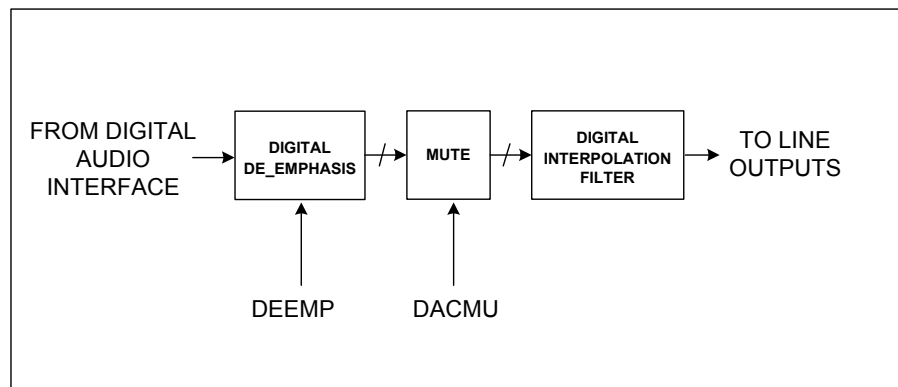 FROM DIGITAL
AUDIO
INTERFACE
DIGITAL
DE_EMPHASIS
MUTE
DIGITAL
INTERPOLATION
FILTER
TO LINE
OUTPUTS
DEEMP
DACMU